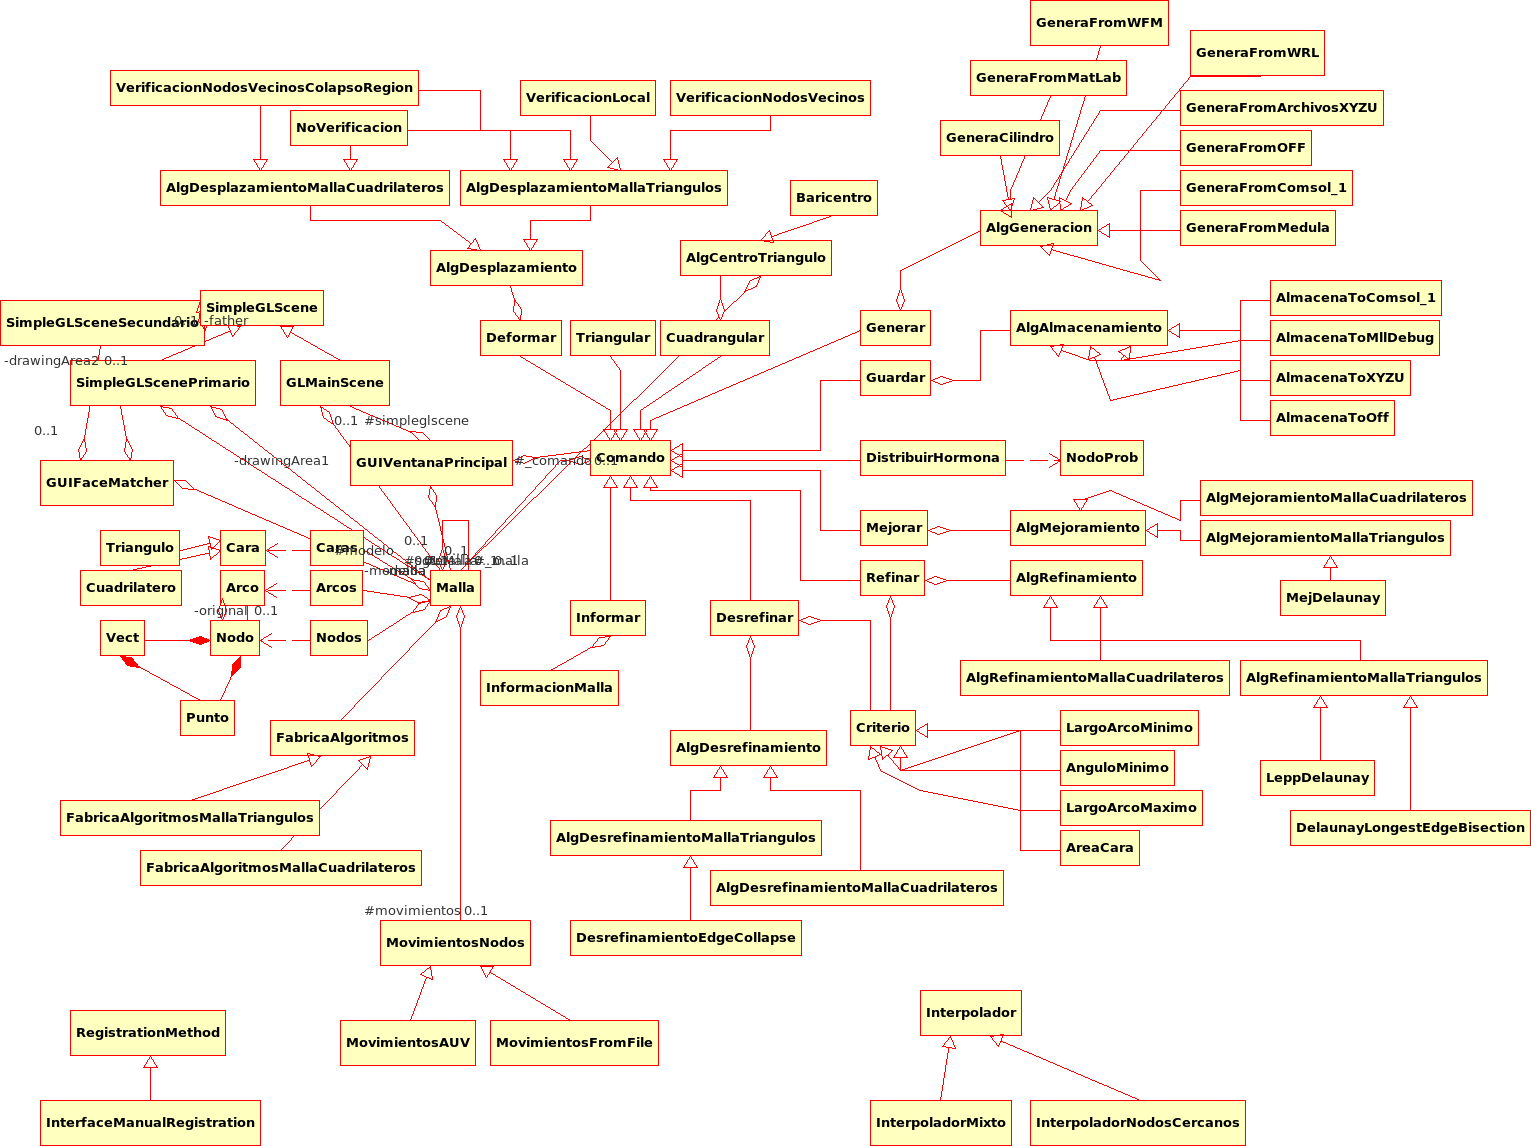 GeneraFromWFM
GeneraFromWRL
GeneraFromMatLab
VerificacionNodosVecinosColapsoRegion
VerificacionLocal
VerificacionNodosVecinos
GeneraFromArchivosXYZU
NoVerificacion
GeneraCilindro
GeneraFromOFF
AlgDesplazamientoMallaCuadrilateros
AlgDesplazamientoMallaTriangulos
Baricentro
GeneraFromComsol_1
AlgGeneracion
GeneraFromMedula
AlgDesplazamiento
AlgCentroTriangulo
SimpleGLScene
AlmacenaToComsol_1
SimpleGLSceneSecundario
0..1 -father
Deformar
Triangular
Cuadrangular
Generar
AlgAlmacenamiento
AlmacenaToMllDebug
-drawingArea2 0..1
SimpleGLScenePrimario
GLMainScene
Guardar
AlmacenaToXYZU
AlmacenaToOff
0..1 #simpleglscene
0..1
-drawingArea1
GUIVentanaPrincipal
#_comando 0..1
Comando
DistribuirHormona
NodoProb
GUIFaceMatcher
AlgMejoramientoMallaCuadrilateros
Mejorar
AlgMejoramiento
AlgMejoramientoMallaTriangulos
Triangulo
Cara
Caras
#modelo
0..1
0..1
Cuadrilatero
Arco
Arcos
Malla
Refinar
AlgRefinamiento
MejDelaunay
-original 0..1
Vect
Nodo
Nodos
Informar
Desrefinar
InformacionMalla
AlgRefinamientoMallaCuadrilateros
AlgRefinamientoMallaTriangulos
Punto
FabricaAlgoritmos
AlgDesrefinamiento
Criterio
LargoArcoMinimo
AnguloMinimo
LeppDelaunay
FabricaAlgoritmosMallaTriangulos
LargoArcoMaximo
DelaunayLongestEdgeBisection
AlgDesrefinamientoMallaTriangulos
AreaCara
FabricaAlgoritmosMallaCuadrilateros
AlgDesrefinamientoMallaCuadrilateros
#movimientos 0..1
MovimientosNodos
DesrefinamientoEdgeCollapse
RegistrationMethod
MovimientosAUV
MovimientosFromFile
Interpolador
InterfaceManualRegistration
InterpoladorMixto
InterpoladorNodosCercanos